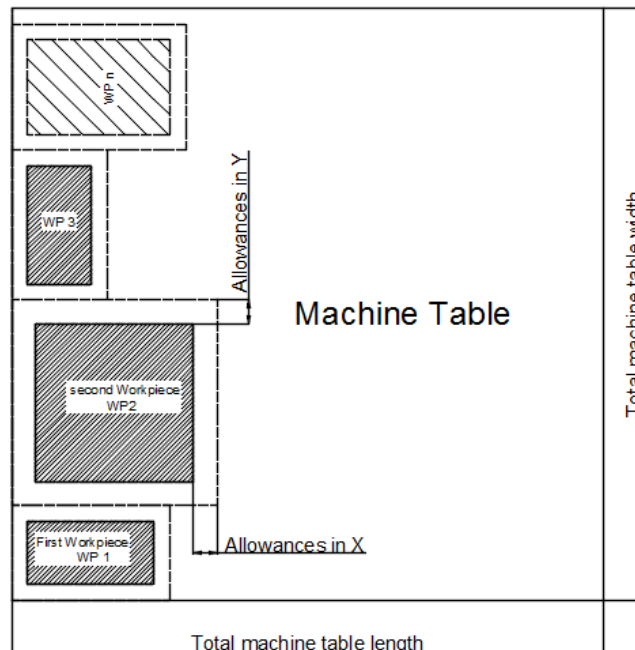 WP n
Allowances in Y
WP 3
Machine Table
Total machine table width
second Workpiece
WP2
First Workpiece
WP 1
Allowances in X
Total machine table length